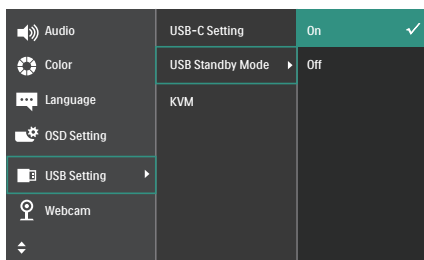 Audio
Color
Language
OSD Setting
USB Setting
Webcam
USB-C Setting
USB Standby Mode
KVM
On
Off